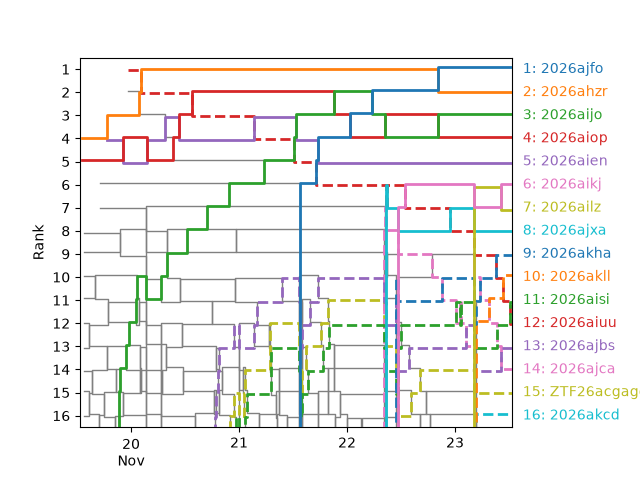 1
2
3
4
5
6
7
8
9
10
11
12
13
14
15
16
Rank
20
21
22
23
Nov
1: 2026ajfo
2: 2026ahzr
3: 2026aijo
4: 2026aiop
5: 2026aien
6: 2026aikj
7: 2026ailz
8: 2026ajxa
9: 2026akha
10: 2026akll
11: 2026aisi
12: 2026aiuu
13: 2026ajbs
14: 2026ajca
15: ZTF26acgag
16: 2026akcd